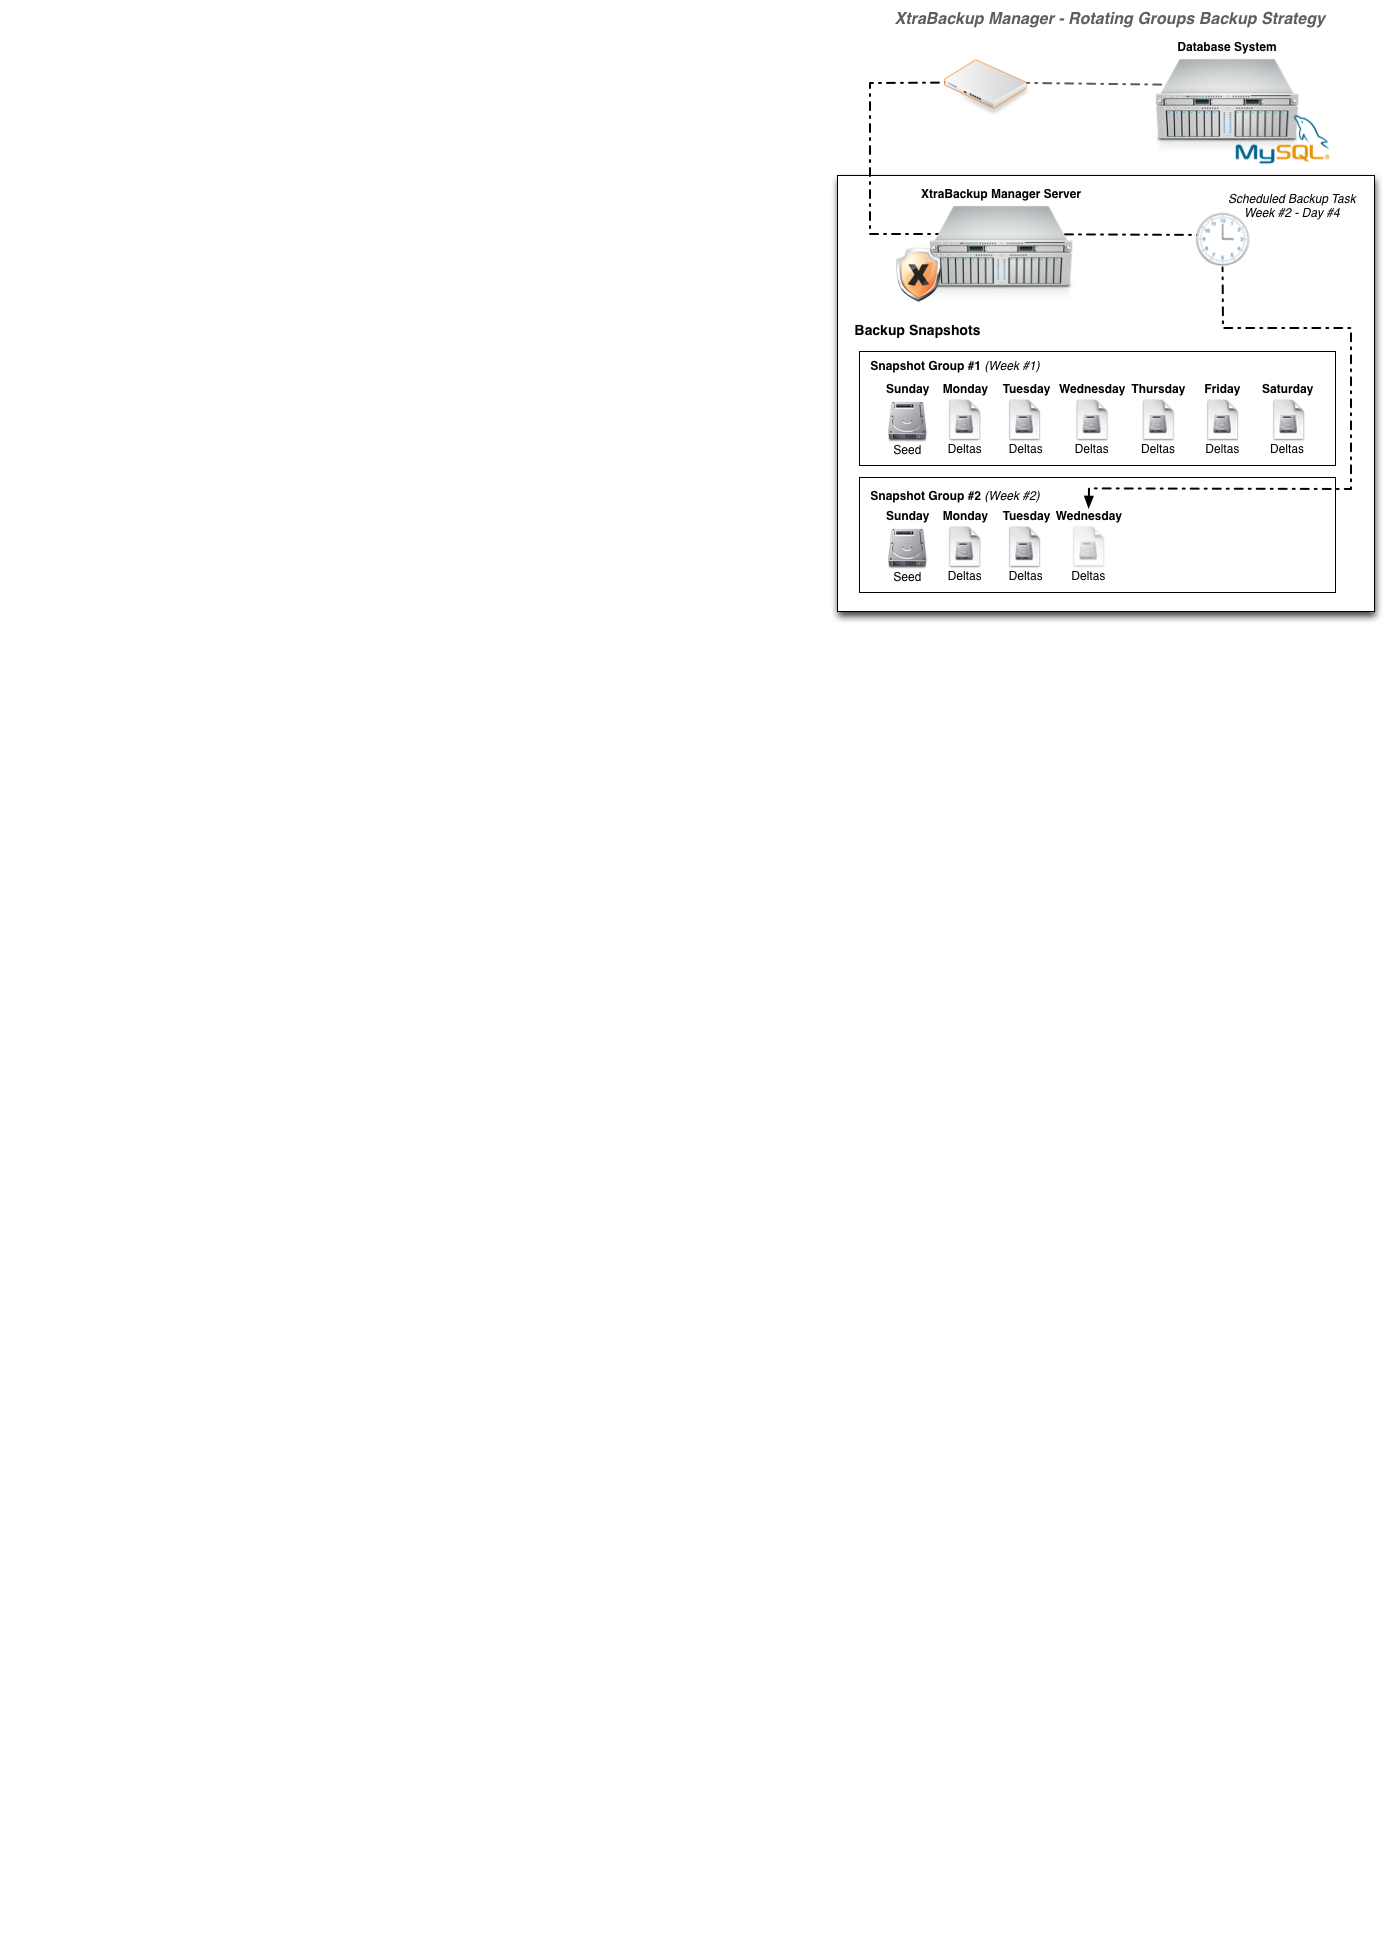 XtraBackup Manager - Rotating Groups Backup Strategy
Database System
MySQL®
XtraBackup Manager Server
Scheduled Backup Task
Week #2 - Day #4
X
Backup Snapshots
Snapshot Group #1 (Week #1)
Sunday Monday Tuesday Wednesday Thursday Friday Saturday
Seed Deltas Deltas Deltas Deltas Deltas Deltas
Snapshot Group #2 (Week #2)
Sunday Monday Tuesday Wednesday
Seed Deltas Deltas Deltas